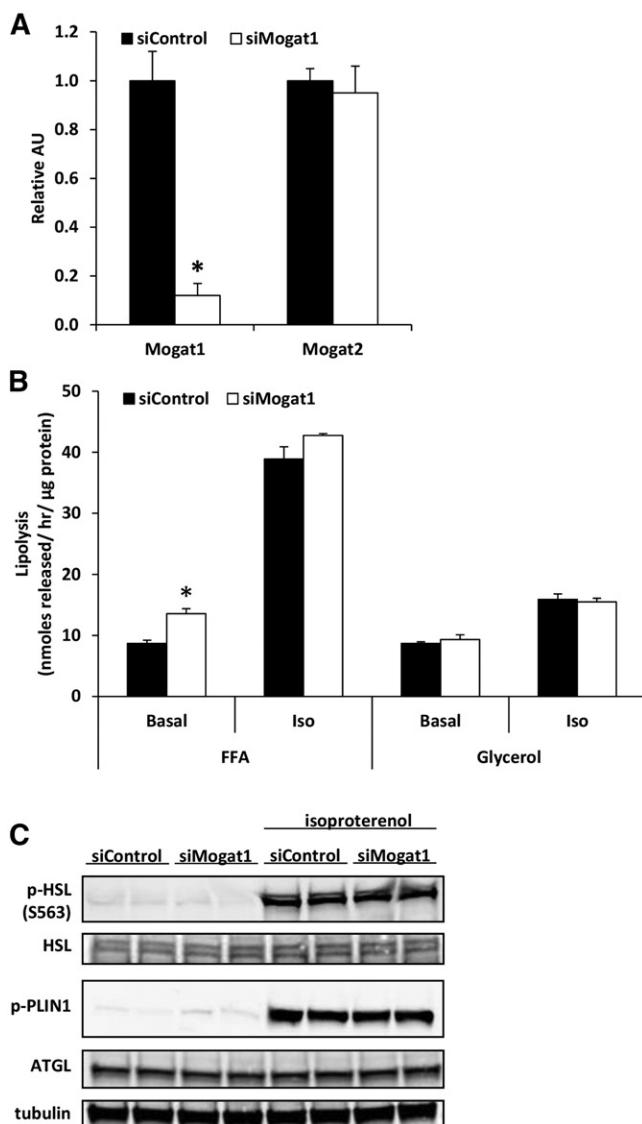 A
siControl siMogat1
Relative AU
1.2
1.0
0.8
0.6
0.4
0.2
0.0
*
Mogat1 Mogat2
B
siControl siMogat1
Lipolysis
(nmoles released/ hr/ µg protein)
50
40
30
20
10
0
*
Basal Iso Basal Iso
FFA Glycerol
C
isoproterenol
siControl siMogat1 siControl siMogat1
p-HSL
(S563)
HSL
p-PLIN1
ATGL
tubulin